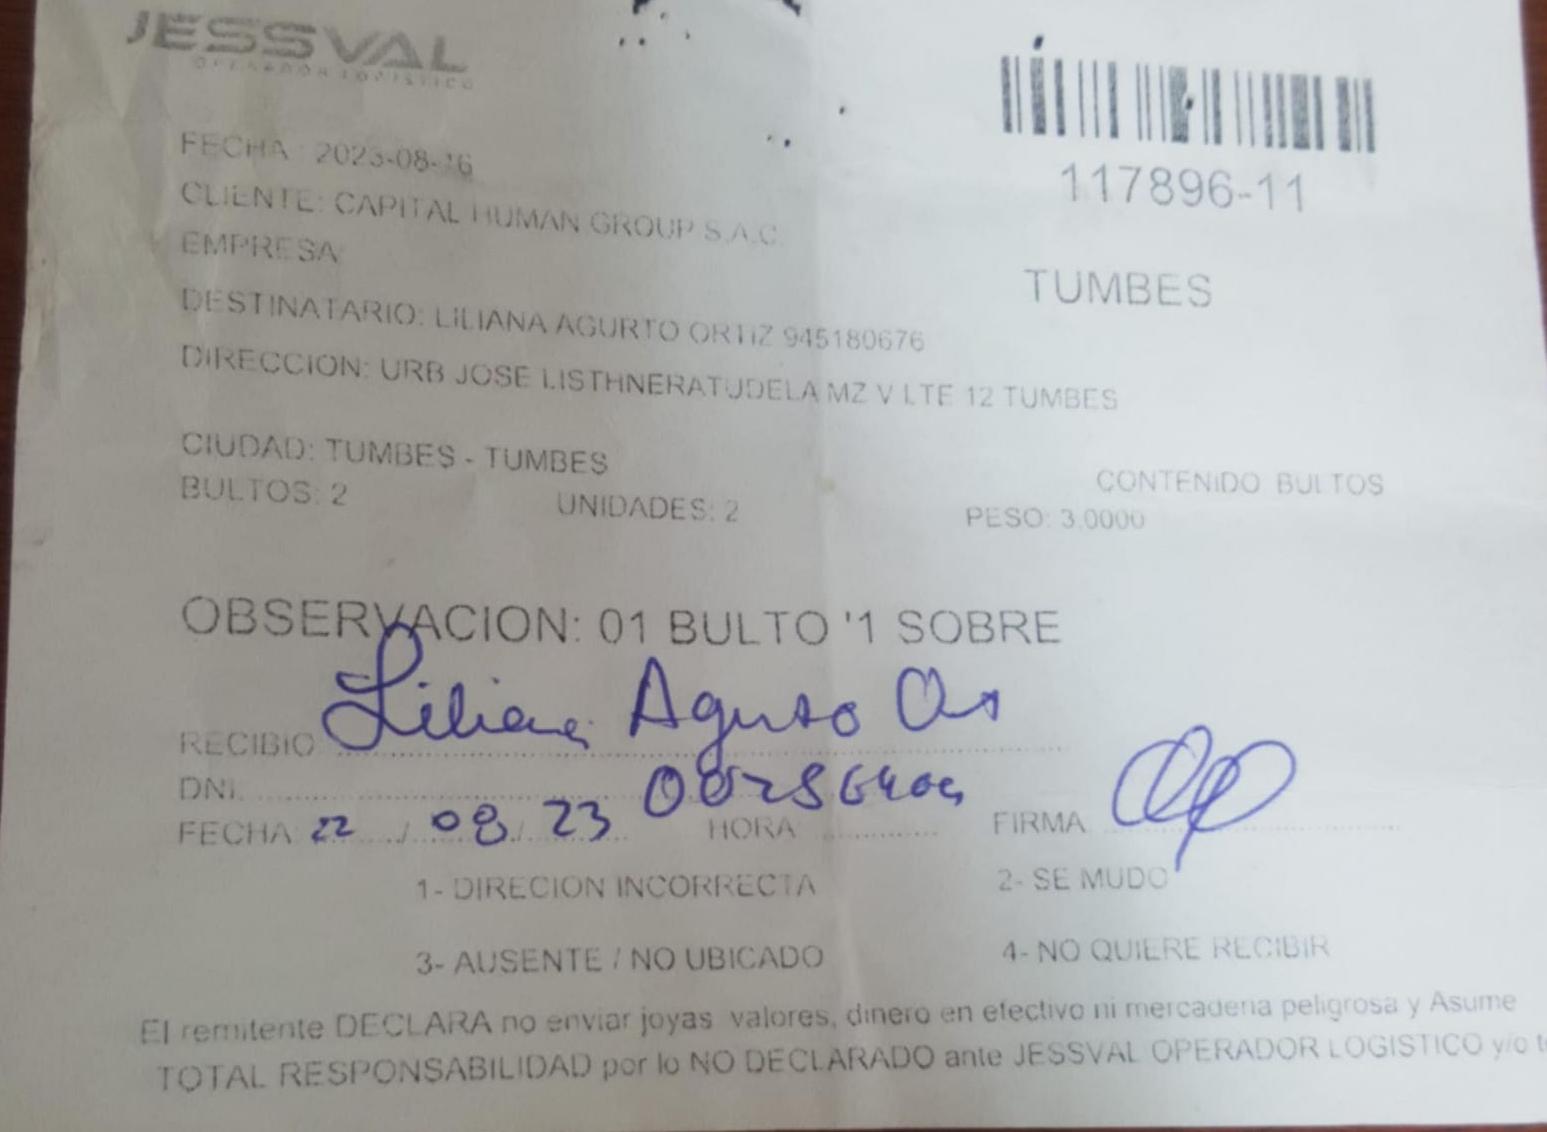 JESSVAL
OPERADOR LOGISTICO
117896-11
FECHA : 2023-08-16
CLIENTE: CAPITAL HUMAN GROUP S.A.C.
EMPRESA:
TUMBES
DESTINATARIO: LILIANA AGURTO ORTIZ 945180676
DIRECCION: URB JOSE LISTHNERATUDELA MZ V LTE 12 TUMBES
CIUDAD: TUMBES - TUMBES
CONTENIDO BULTOS
BULTOS: 2 UNIDADES: 2 PESO: 3.0000
OBSERVACION: 01 BULTO '1 SOBRE
RECIBIO Liliana Agurto
DNI.
FECHA: 22 / 08 / 23 HORA FIRMA
1- DIRECION INCORRECTA 2- SE MUDO
3- AUSENTE / NO UBICADO 4- NO QUIERE RECIBIR
El remitente DECLARA no enviar joyas valores, dinero en efectivo ni mercaderia peligrosa y Asume
TOTAL RESPONSABILIDAD por lo NO DECLARADO ante JESSVAL OPERADOR LOGISTICO y/o